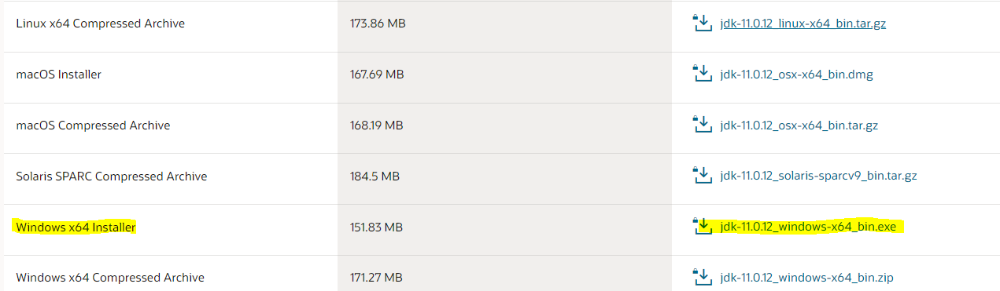 Linux x64 Compressed Archive 173.86 MB jdk-11.0.12_linux-x64_bin.tar.gz
macOS Installer 167.69 MB jdk-11.0.12_osx-x64_bin.dmg
macOS Compressed Archive 168.19 MB jdk-11.0.12_osx-x64_bin.tar.gz
Solaris SPARC Compressed Archive 184.5 MB jdk-11.0.12_solaris-sparcv9_bin.tar.gz
Windows x64 Installer 151.83 MB jdk-11.0.12_windows-x64_bin.exe
Windows x64 Compressed Archive 171.27 MB jdk-11.0.12_windows-x64_bin.zip